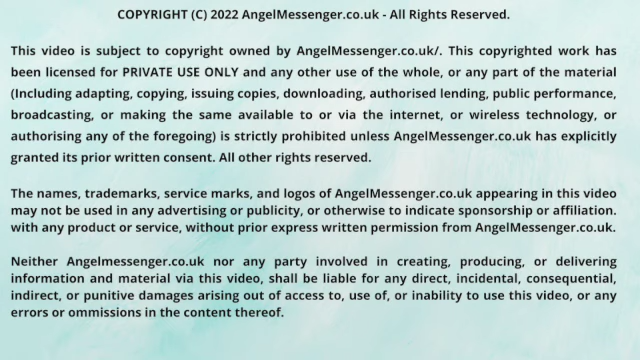 COPYRIGHT (C) 2022 AngelMessenger.co.uk - All Rights Reserved.
This video is subject to copyright owned by AngelMessenger.co.uk/. This copyrighted work has
been licensed for PRIVATE USE ONLY and any other use of the whole, or any part of the material
(Including adapting, copying, issuing copies, downloading, authorised lending, public performance,
broadcasting, or making the same available to or via the internet, or wireless technology, or
authorising any of the foregoing) is strictly prohibited unless AngelMessenger.co.uk has explicitly
granted its prior written consent. All other rights reserved.
The names, trademarks, service marks, and logos of AngelMessenger.co.uk appearing in this video
may not be used in any advertising or publicity, or otherwise to indicate sponsorship or affiliation.
with any product or service, without prior express written permission from AngelMessenger.co.uk.
Neither Angelmessenger.co.uk nor any party involved in creating, producing, or delivering
information and material via this video, shall be liable for any direct, incidental, consequential,
indirect, or punitive damages arising out of access to, use of, or inability to use this video, or any
errors or ommissions in the content thereof.